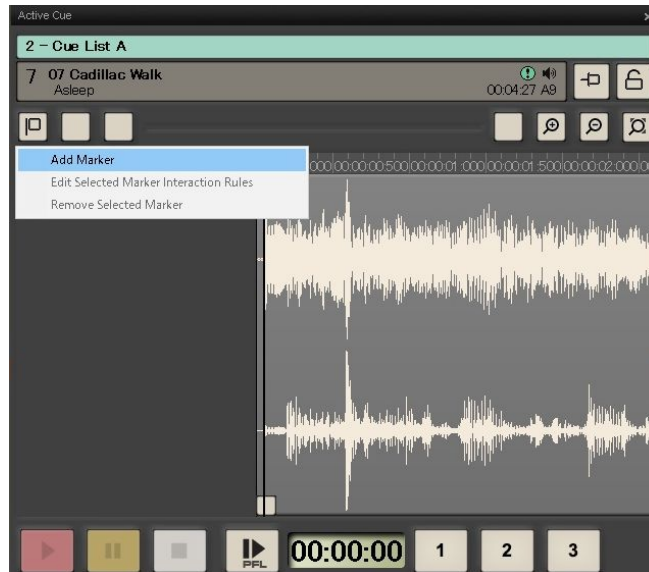 Active Cue
2 - Cue List A
7 07 Cadillac Walk
Asleep
00:04:27 A9
Add Marker
Edit Selected Marker Interaction Rules
Remove Selected Marker
PFL
00:00:00
1
2
3